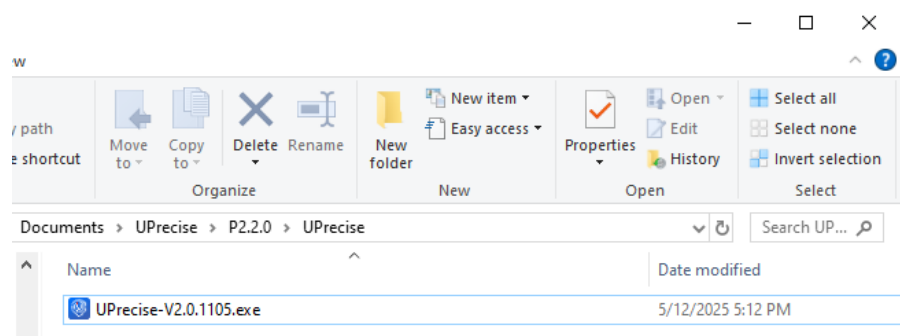 ew
y path
e shortcut
Move to
Copy to
Delete
Rename
Organize
New folder
New item
Easy access
New
Properties
Open
Edit
History
Open
Select all
Select none
Invert selection
Select
Documents > UPrecise > P2.2.0 > UPrecise
Search UP...
Name
Date modified
UPrecise-V2.0.1105.exe
5/12/2025 5:12 PM